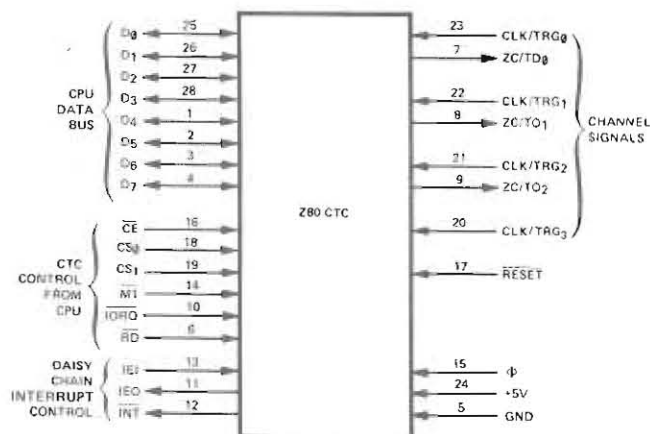 CPU
DATA
BUS
D0 25
D1 26
D2 27
D3 28
D4 1
D5 2
D6 3
D7 4
CTC
CONTROL
FROM
CPU
CE 16
CS0 18
CS1 19
M1 14
IORQ 10
RD 6
DAISY
CHAIN
INTERRUPT
CONTROL
IEI 13
IEO 11
INT 12
Z80 CTC
23 CLK/TRG0
7 ZC/TO0
22 CLK/TRG1
8 ZC/TO1
21 CLK/TRG2
9 ZC/TO2
20 CLK/TRG3
CHANNEL
SIGNALS
17 RESET
15 Φ
24 +5V
5 GND